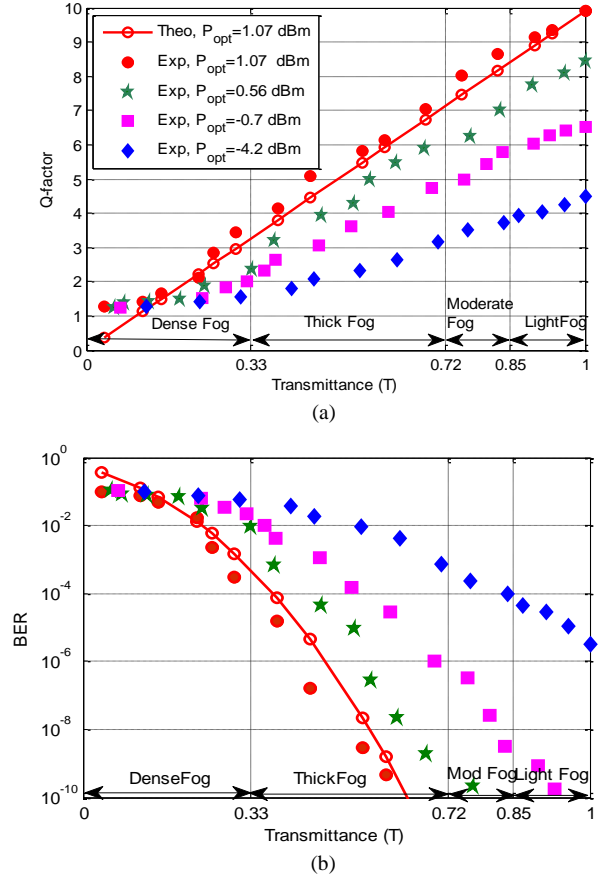 10
9
8
7
6
5
4
3
2
1
0
Q-factor
Theo, P_opt=1.07 dBm
Exp, P_opt=1.07 dBm
Exp, P_opt=0.56 dBm
Exp, P_opt=-0.7 dBm
Exp, P_opt=-4.2 dBm
Dense Fog
Thick Fog
Moderate
Fog
LightFog
0
0.33
0.72
0.85
1
Transmittance (T)
(a)
10^0
10^-2
10^-4
10^-6
10^-8
10^-10
BER
DenseFog
ThickFog
Mod Fog
Light Fog
0
0.33
0.72
0.85
1
Transmittance (T)
(b)